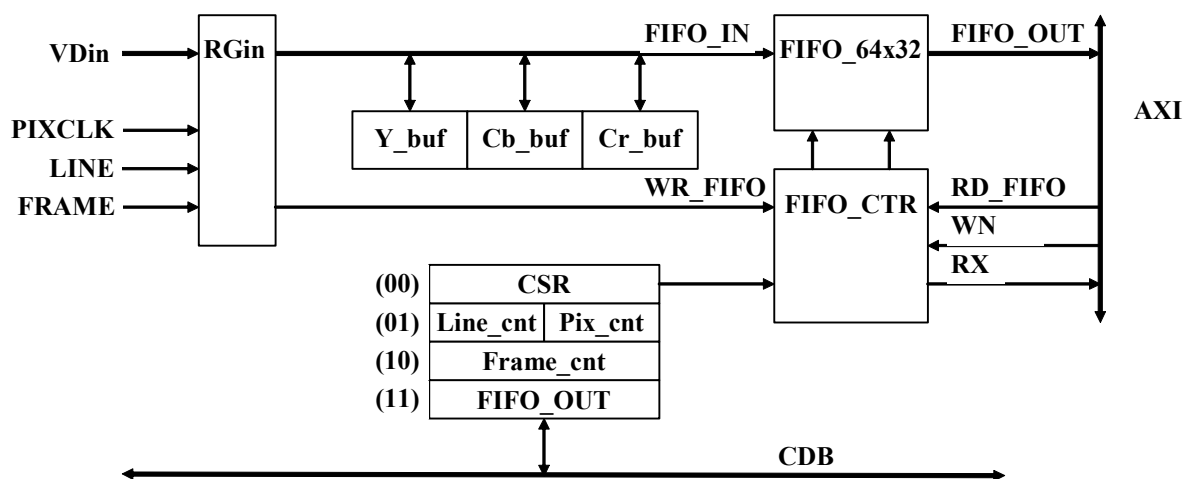 VDin
RGin
FIFO_IN
FIFO_64x32
FIFO_OUT
AXI
PIXCLK
LINE
FRAME
Y_buf
Cb_buf
Cr_buf
WR_FIFO
FIFO_CTR
RD_FIFO
WN
RX
(00) CSR
(01) Line_cnt Pix_cnt
(10) Frame_cnt
(11) FIFO_OUT
CDB